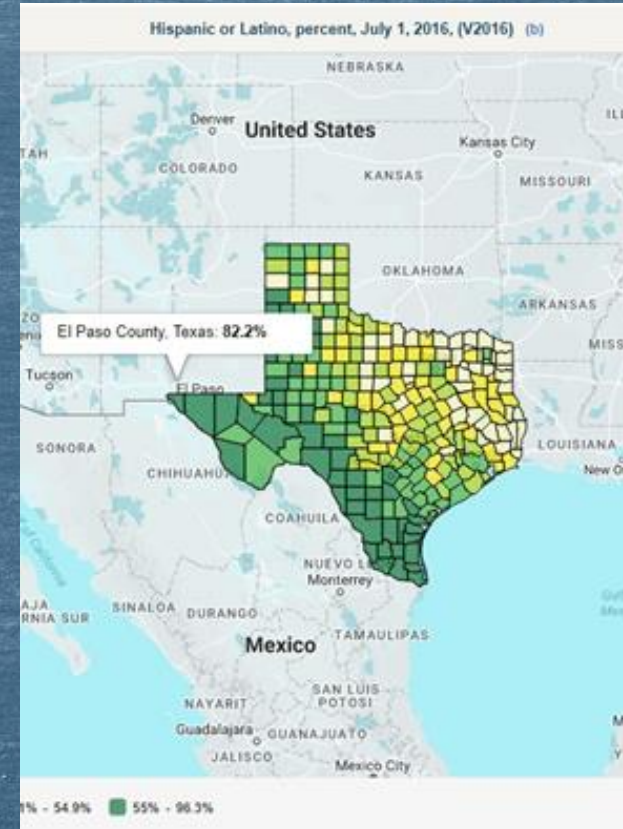 Hispanic or Latino, percent, July 1, 2016, (V2016) (b)
NEBRASKA
Denver
United States
Kansas City
COLORADO
KANSAS
MISSOURI
OKLAHOMA
ARKANSAS
El Paso County, Texas: 82.2%
Tucson
El Paso
SONORA
LOUISIANA
New O
COAHUILA
Monterrey
SINALOA
DURANGO
Mexico
TAMAULIPAS
NAYARIT
SAN LUIS
POTOSI
Guadalajara
GUANAJUATO
JALISCO
Mexico City
% - 54.9%
55% - 96.3%